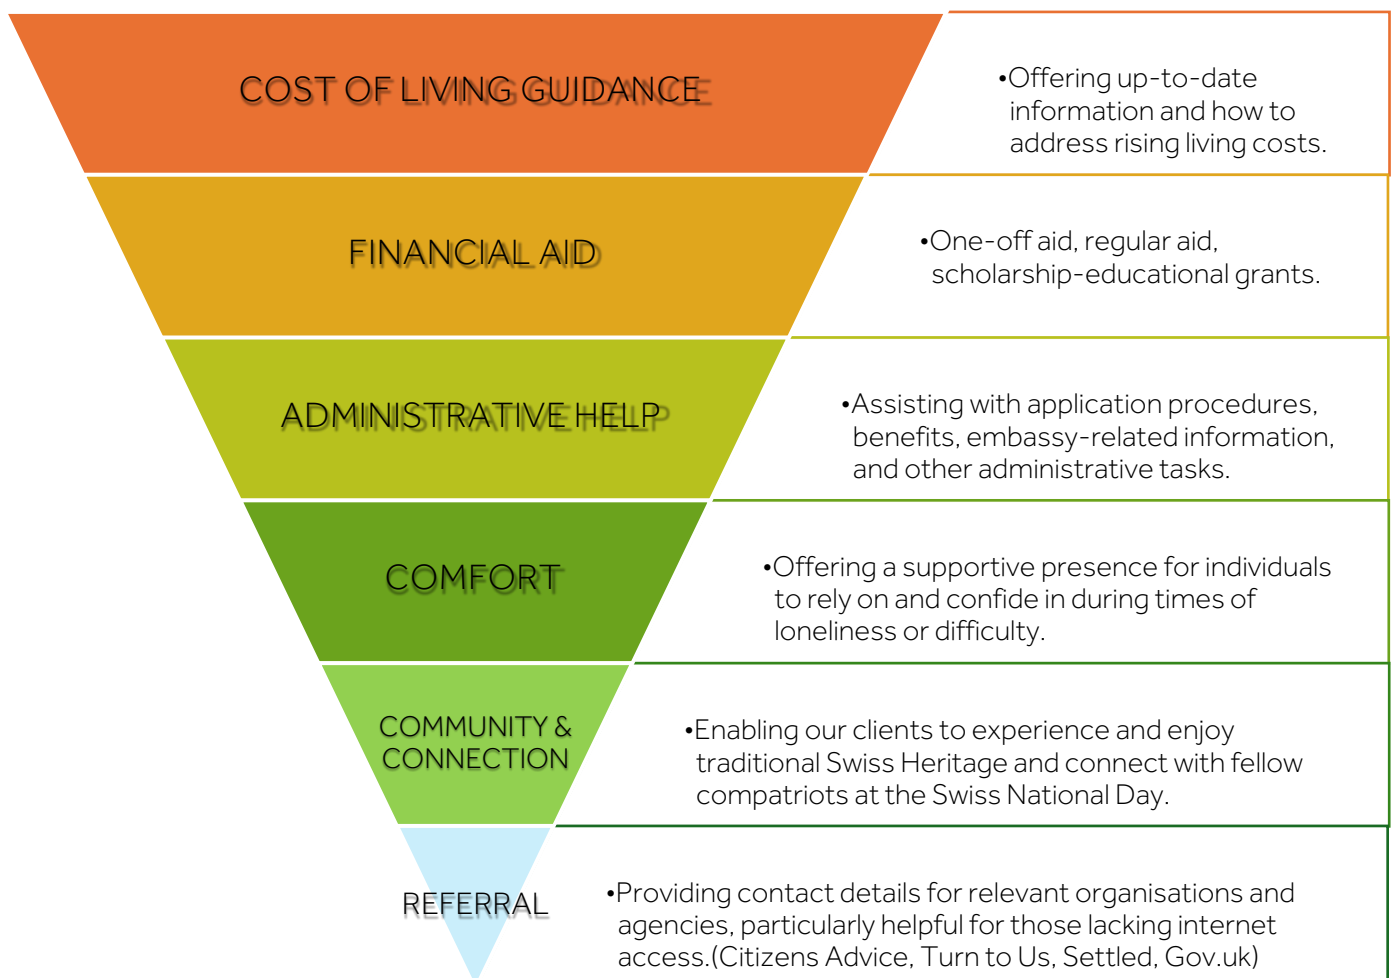 COST OF LIVING GUIDANCE
•Offering up-to-date
information and how to
address rising living costs.
FINANCIAL AID
•One-off aid, regular aid,
scholarship-educational grants.
ADMINISTRATIVE HELP
•Assisting with application procedures,
benefits, embassy-related information,
and other administrative tasks.
COMFORT
•Offering a supportive presence for individuals
to rely on and confide in during times of
loneliness or difficulty.
COMMUNITY &
CONNECTION
•Enabling our clients to experience and enjoy
traditional Swiss Heritage and connect with fellow
compatriots at the Swiss National Day.
REFERRAL
•Providing contact details for relevant organisations and
agencies, particularly helpful for those lacking internet
access.(Citizens Advice, Turn to Us, Settled, Gov.uk)